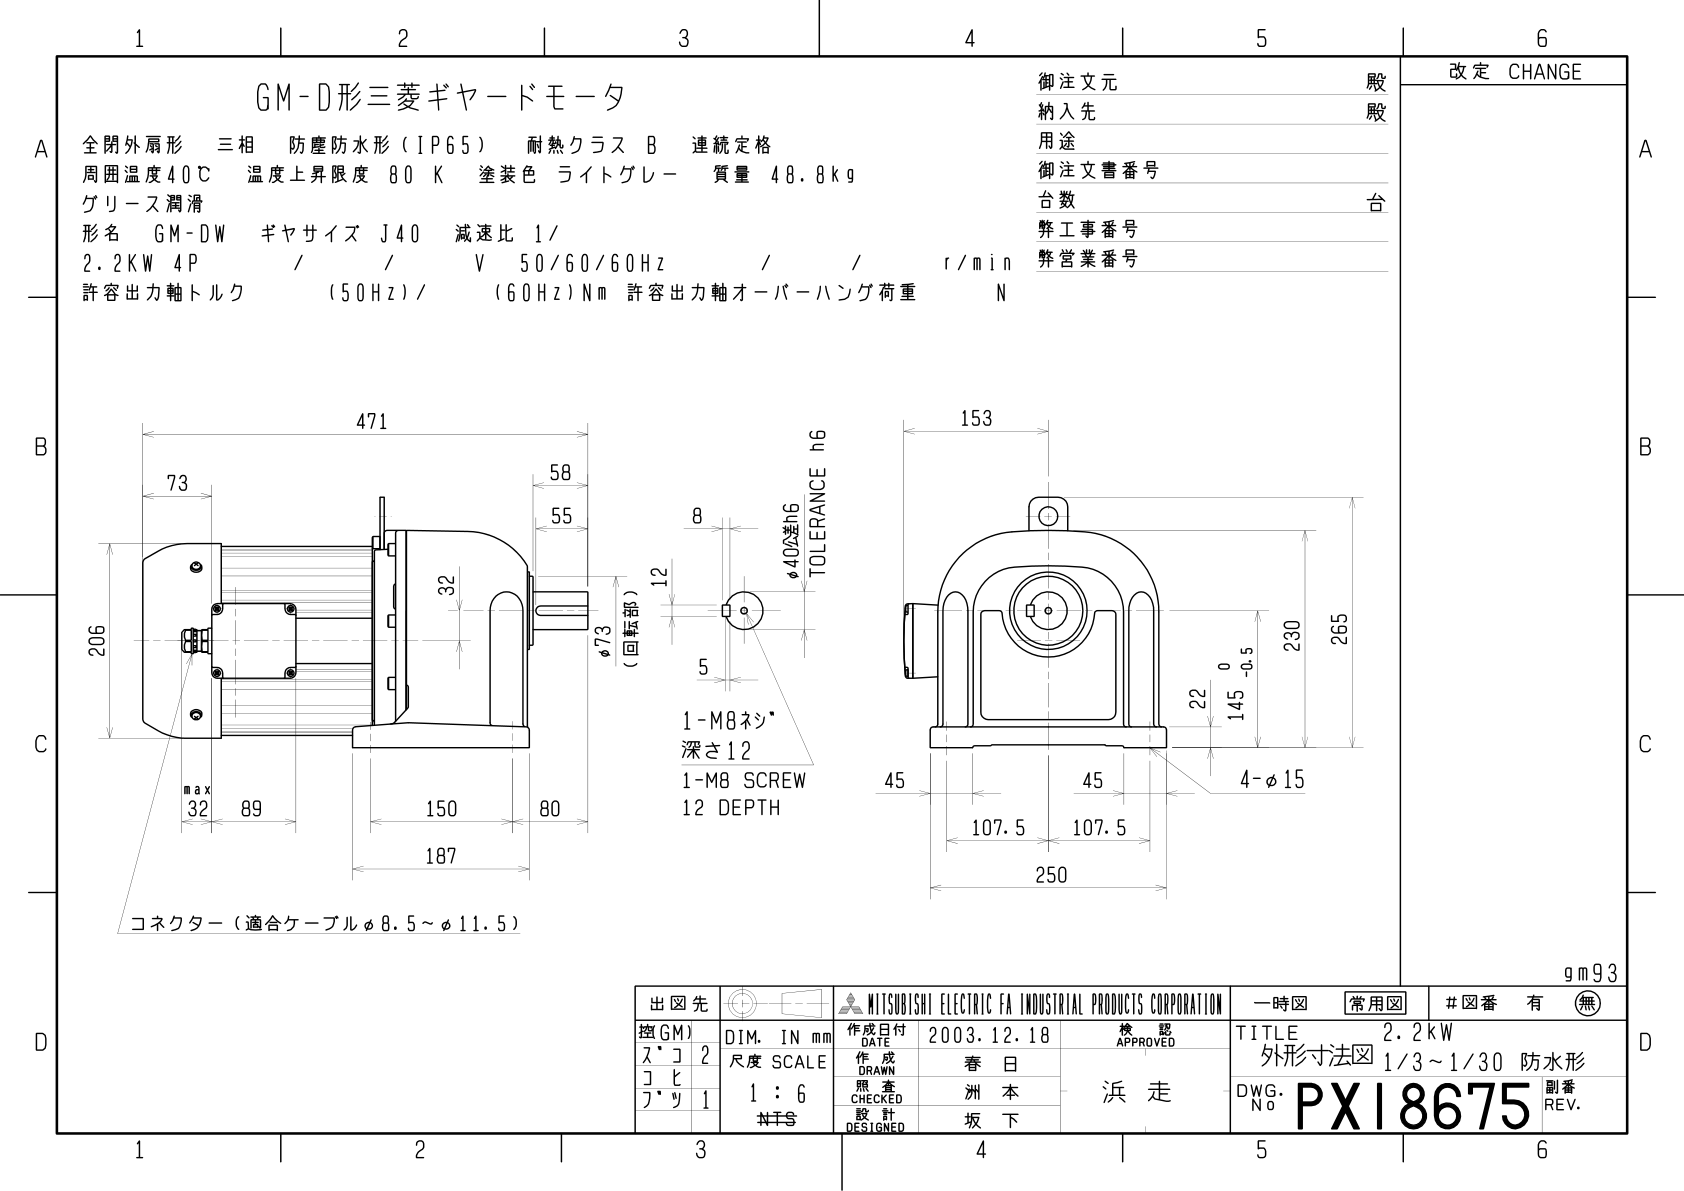 1 2 3 4 5 6
改定 CHANGE
GM-D形三菱ギヤードモータ
全閉外扇形 三相 防塵防水形(IP65) 耐熱クラス B 連続定格
周囲温度40℃ 温度上昇限度 80 K 塗装色 ライトグレー 質量 48.8kg
グリース潤滑
形名 GM-DW ギヤサイズ J40 減速比 1/
2.2KW 4P / / V 50/60/60Hz / / r/min
許容出力軸トルク (50Hz)/ (60Hz)Nm 許容出力軸オーバーハング荷重 N
御注文元 殿
納入先 殿
用途
御注文書番号
台数 台
弊工事番号
弊営業番号
A A
B B
C C
D D
471
73
58
55
32
206
φ73
(回転部)
max
32
89
150
80
187
コネクター(適合ケーブルφ8.5~φ11.5)
8
12
5
φ40公差h6
TOLERANCE h6
1-M8ネジ
深さ12
1-M8 SCREW
12 DEPTH
153
265
230
0
145 -0.5
22
45
45
4-φ15
107.5
107.5
250
gm93
出図先
控(GM)
ズコ 2
コヒ
ブツ 1
DIM. IN mm
尺度 SCALE
1 : 6
NTS
MITSUBISHI ELECTRIC FA INDUSTRIAL PRODUCTS CORPORATION
作成日付
DATE
2003.12.18
検認
APPROVED
作成
DRAWN
春日
照査
CHECKED
洲本
浜走
設計
DESIGNED
坂下
一時図 常用図 #図番 有 無
TITLE 2.2kW
外形寸法図 1/3~1/30 防水形
DWG.
No
PX18675
副番
REV.
1 2 3 4 5 6